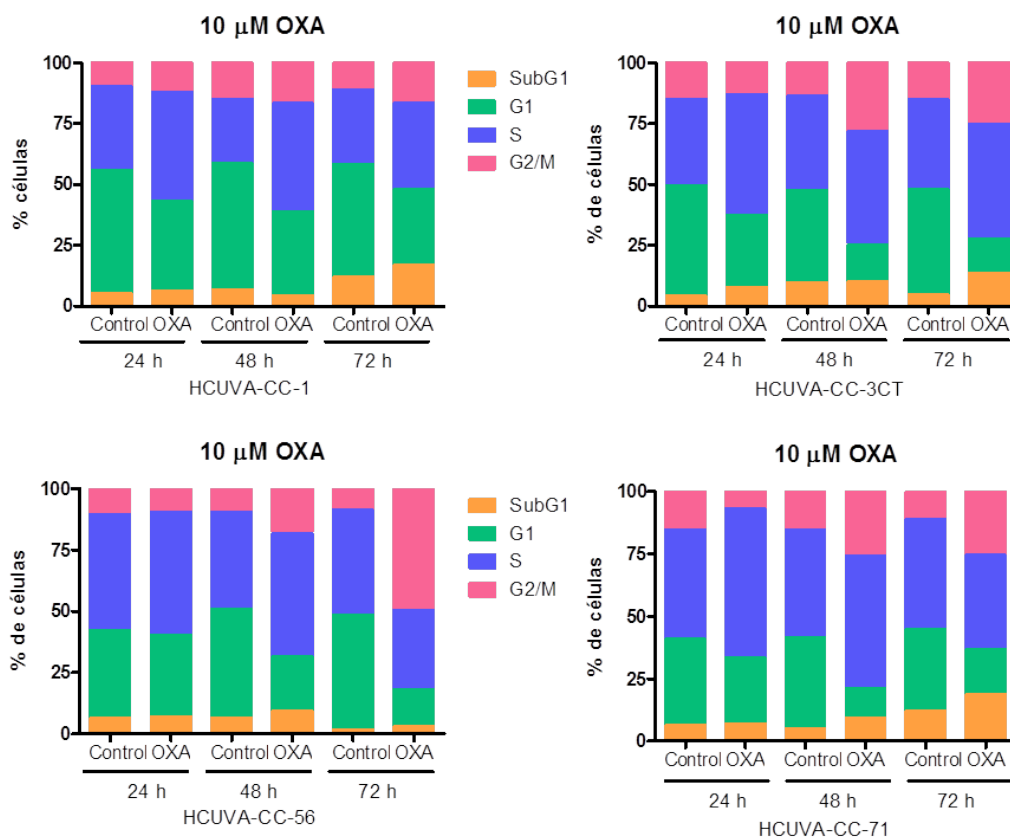 10 μM OXA
% células
100
75
50
25
0
Control OXA Control OXA Control OXA
24 h 48 h 72 h
HCUVA-CC-1
SubG1
G1
S
G2/M
10 μM OXA
% de células
100
75
50
25
0
Control OXA Control OXA Control OXA
24 h 48 h 72 h
HCUVA-CC-3CT
10 μM OXA
% de células
100
75
50
25
0
Control OXA Control OXA Control OXA
24 h 48 h 72 h
HCUVA-CC-56
SubG1
G1
S
G2/M
10 μM OXA
% de células
100
75
50
25
0
Control OXA Control OXA Control OXA
24 h 48 h 72 h
HCUVA-CC-71